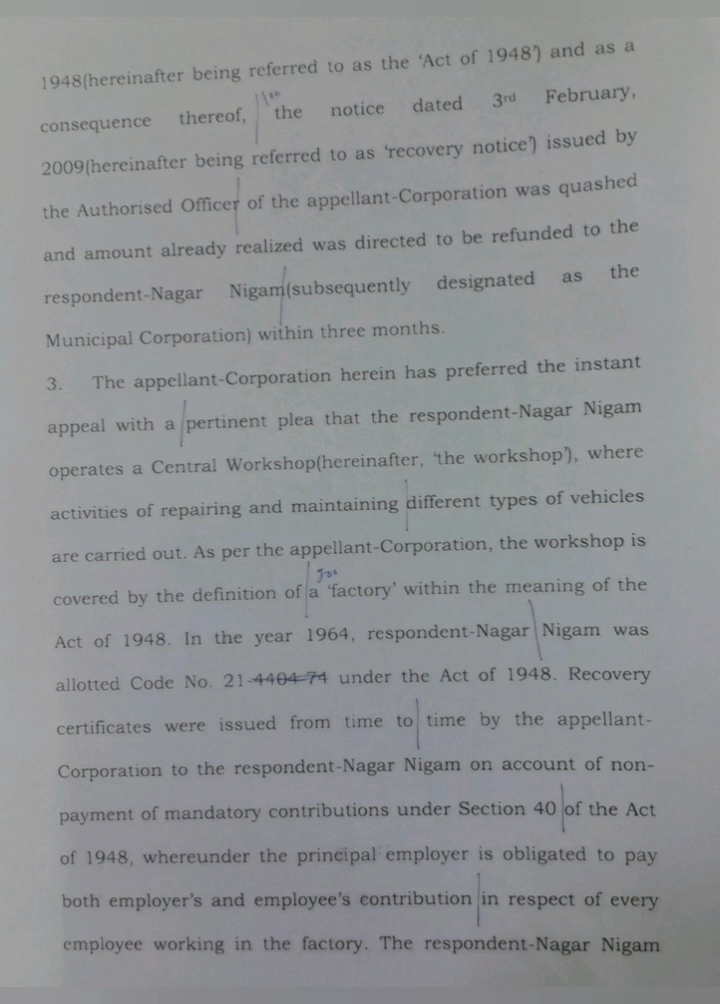 1948(hereinafter being referred to as the ‘Act of 1948’) and as a
consequence thereof, the notice dated 3rd February,
2009(hereinafter being referred to as ‘recovery notice’) issued by
the Authorised Officer of the appellant-Corporation was quashed
and amount already realized was directed to be refunded to the
respondent-Nagar Nigam(subsequently designated as the
Municipal Corporation) within three months.
3. The appellant-Corporation herein has preferred the instant
appeal with a pertinent plea that the respondent-Nagar Nigam
operates a Central Workshop(hereinafter, ‘the workshop’), where
activities of repairing and maintaining different types of vehicles
are carried out. As per the appellant-Corporation, the workshop is
covered by the definition of a ‘factory’ within the meaning of the
Act of 1948. In the year 1964, respondent-Nagar Nigam was
allotted Code No. 21-4404-74 under the Act of 1948. Recovery
certificates were issued from time to time by the appellant-
Corporation to the respondent-Nagar Nigam on account of non-
payment of mandatory contributions under Section 40 of the Act
of 1948, whereunder the principal employer is obligated to pay
both employer’s and employee’s contribution in respect of every
employee working in the factory. The respondent-Nagar Nigam